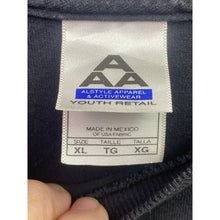 AAA
ALSTYLE APPAREL
& ACTIVEWEAR
YOUTH RETAIL
MADE IN MEXICO
OF USA FABRIC
SIZE TAILLE TALLA
XL TG XG